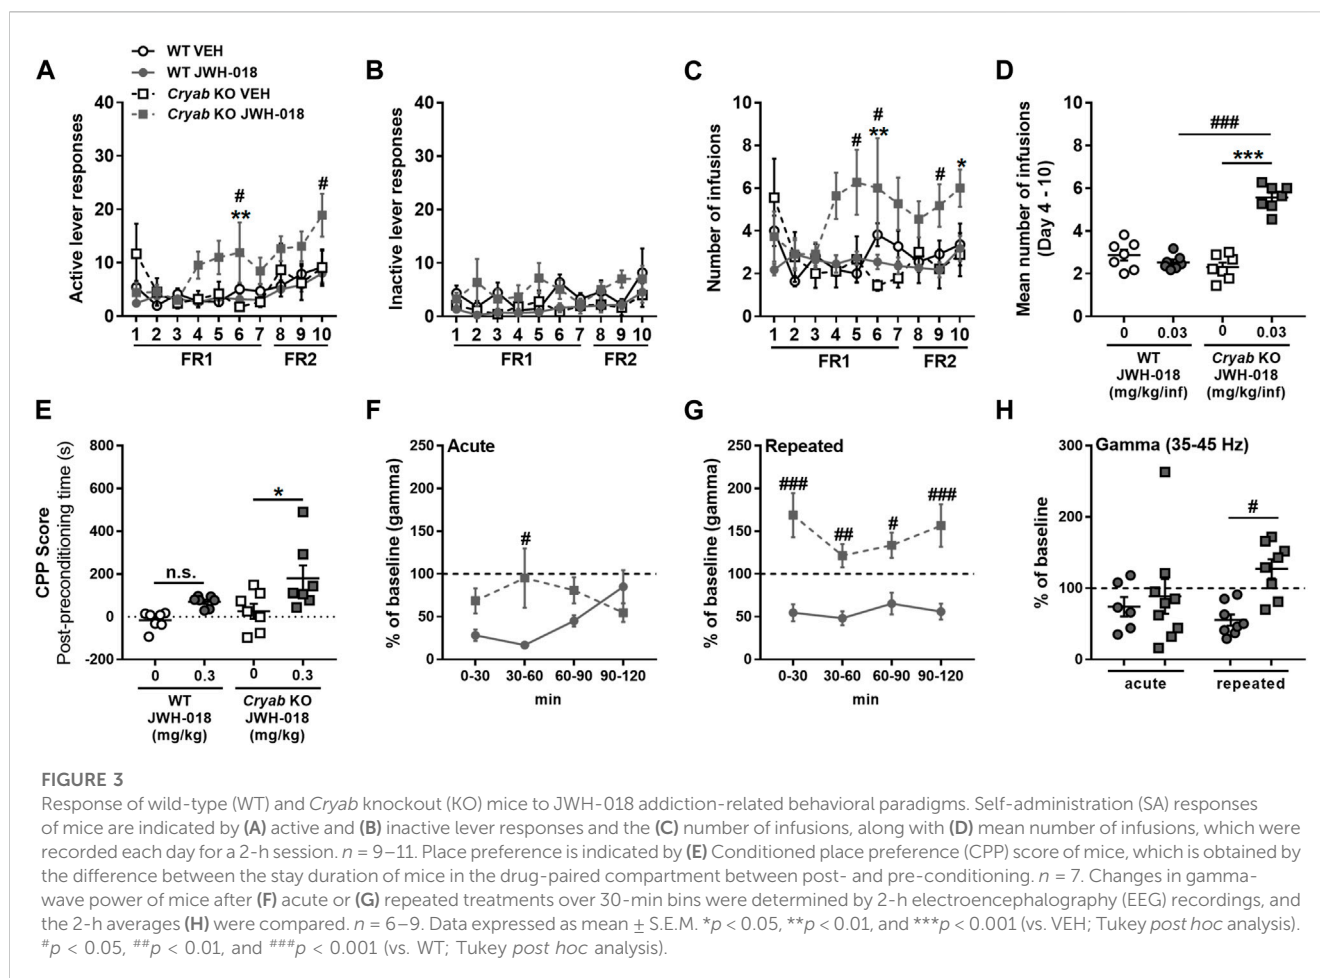 WT VEH
WT JWH-018
Cryab KO VEH
Cryab KO JWH-018
A
Active lever responses
40
30
20
10
0
#
**
#
1 2 3 4 5 6 7 8 9 10
FR1 FR2
B
Inactive lever responses
40
30
20
10
0
1 2 3 4 5 6 7 8 9 10
FR1 FR2
C
Number of infusions
10
8
6
4
2
0
#
#
**
#
*
1 2 3 4 5 6 7 8 9 10
FR1 FR2
D
Mean number of infusions
(Day 4 - 10)
10
8
6
4
2
0
###
***
0 0.03 0 0.03
WT Cryab KO
JWH-018 JWH-018
(mg/kg/inf) (mg/kg/inf)
E
CPP Score
Post-preconditioning time (s)
800
600
400
200
0
-200
n.s.
*
0 0.3 0 0.3
WT Cryab KO
JWH-018 JWH-018
(mg/kg) (mg/kg)
F
Acute
% of baseline (gamma)
250
200
150
100
50
0
#
0-30 30-60 60-90 90-120
min
G
Repeated
% of baseline (gamma)
250
200
150
100
50
0
###
##
#
###
0-30 30-60 60-90 90-120
min
H
Gamma (35-45 Hz)
% of baseline
300
200
100
0
#
acute repeated
FIGURE 3
Response of wild-type (WT) and Cryab knockout (KO) mice to JWH-018 addiction-related behavioral paradigms. Self-administration (SA) responses
of mice are indicated by (A) active and (B) inactive lever responses and the (C) number of infusions, along with (D) mean number of infusions, which were
recorded each day for a 2-h session. n = 9–11. Place preference is indicated by (E) Conditioned place preference (CPP) score of mice, which is obtained by
the difference between the stay duration of mice in the drug-paired compartment between post- and pre-conditioning. n = 7. Changes in gamma-
wave power of mice after (F) acute or (G) repeated treatments over 30-min bins were determined by 2-h electroencephalography (EEG) recordings, and
the 2-h averages (H) were compared. n = 6–9. Data expressed as mean ± S.E.M. *p < 0.05, **p < 0.01, and ***p < 0.001 (vs. VEH; Tukey post hoc analysis).
#p < 0.05, ##p < 0.01, and ###p < 0.001 (vs. WT; Tukey post hoc analysis).